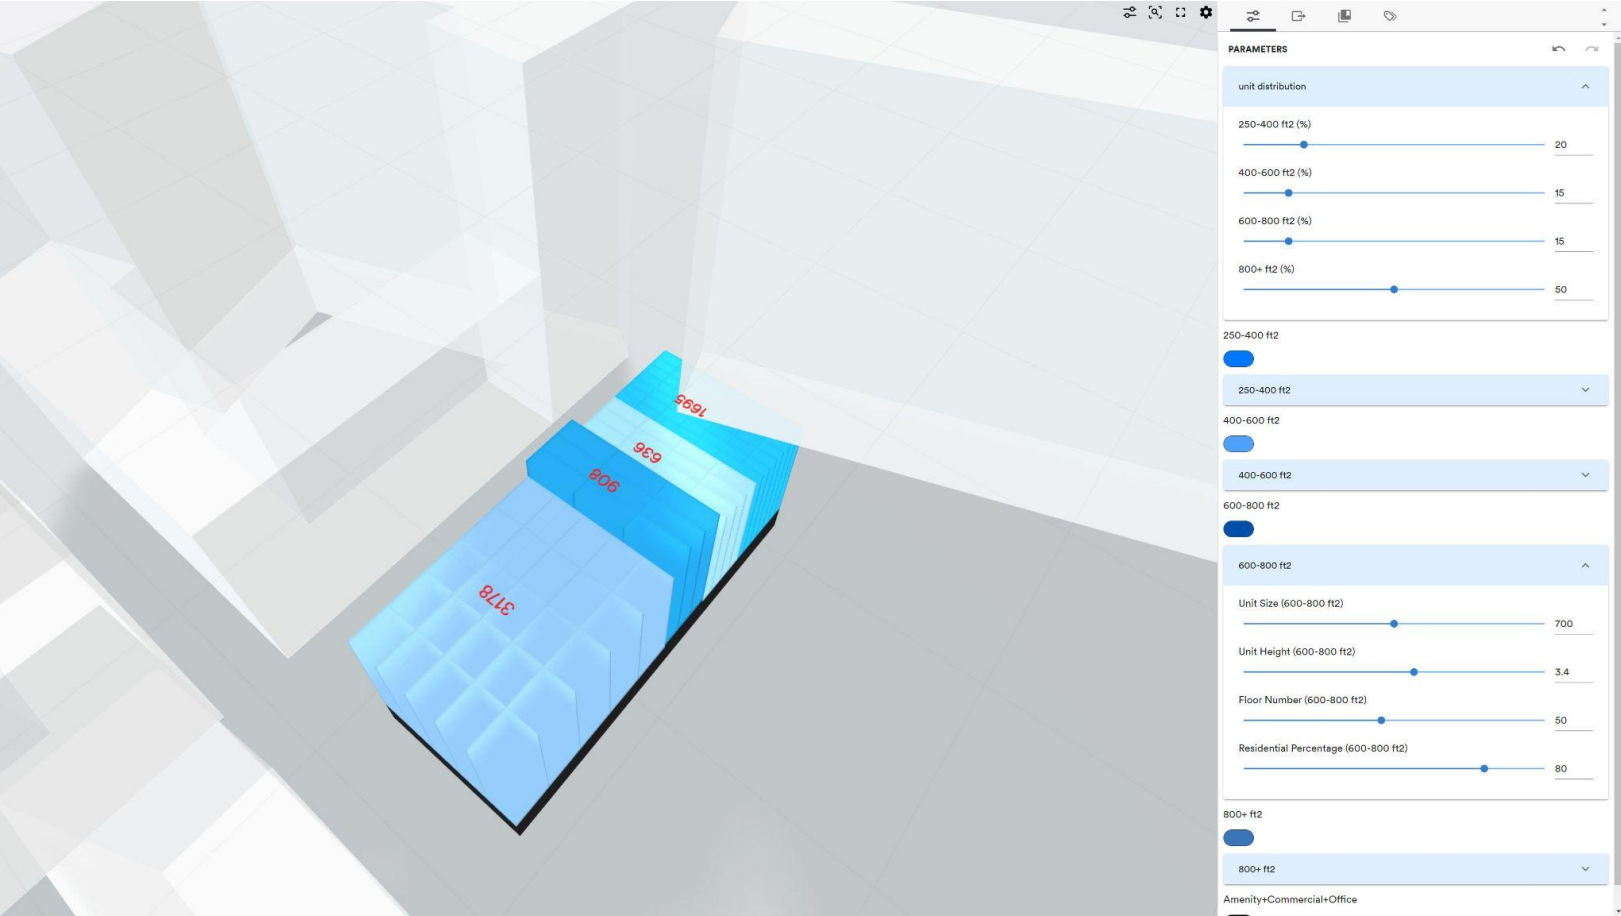 PARAMETERS
unit distribution
250-400 ft2 (%)
20
400-600 ft2 (%)
15
600-800 ft2 (%)
15
800+ ft2 (%)
50
250-400 ft2
250-400 ft2
400-600 ft2
400-600 ft2
600-800 ft2
600-800 ft2
Unit Size (600-800 ft2)
700
Unit Height (600-800 ft2)
3.4
Floor Number (600-800 ft2)
50
Residential Percentage (600-800 ft2)
80
800+ ft2
800+ ft2
Amenity+Commercial+Office
1695
636
908
3178